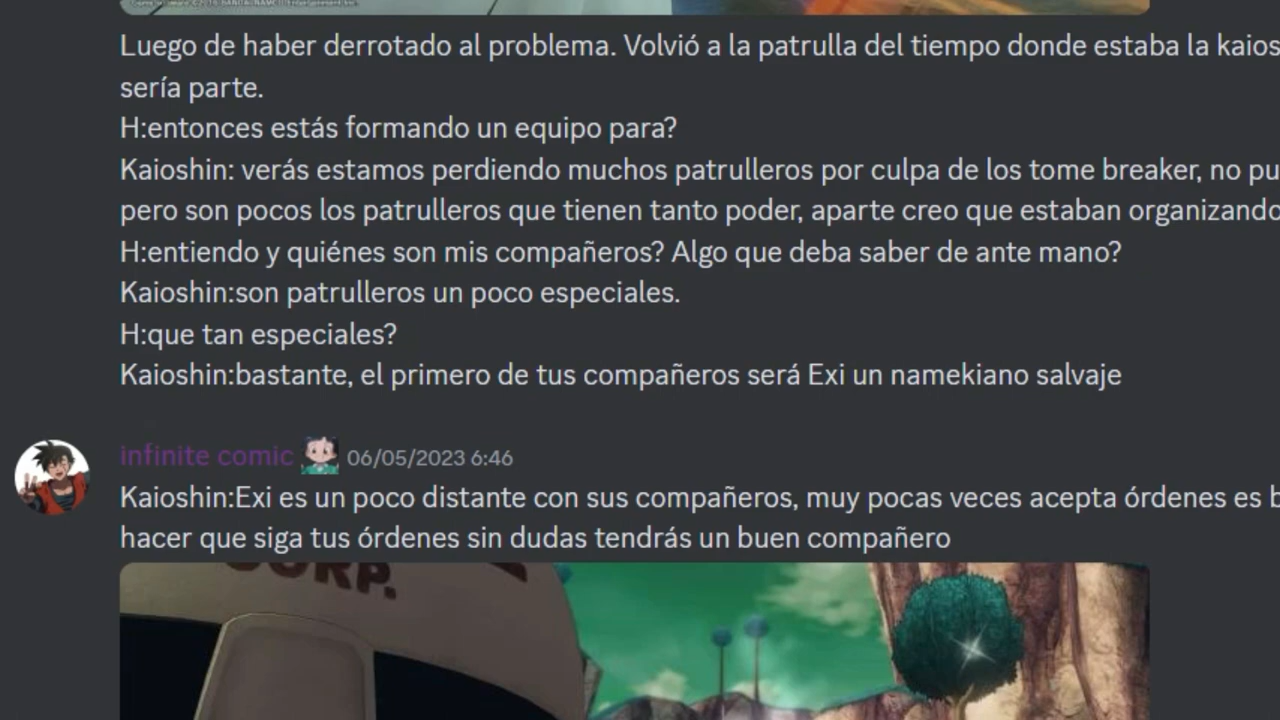 Luego de haber derrotado al problema. Volvió a la patrulla del tiempo donde estaba la kaios
sería parte.
H:entonces estás formando un equipo para?
Kaioshin: verás estamos perdiendo muchos patrulleros por culpa de los tome breaker, no pu
pero son pocos los patrulleros que tienen tanto poder, aparte creo que estaban organizando
H:entiendo y quiénes son mis compañeros? Algo que deba saber de ante mano?
Kaioshin:son patrulleros un poco especiales.
H:que tan especiales?
Kaioshin:bastante, el primero de tus compañeros será Exi un namekiano salvaje
infinite comic 06/05/2023 6:46
Kaioshin:Exi es un poco distante con sus compañeros, muy pocas veces acepta órdenes es b
hacer que siga tus órdenes sin dudas tendrás un buen compañero
CORP.